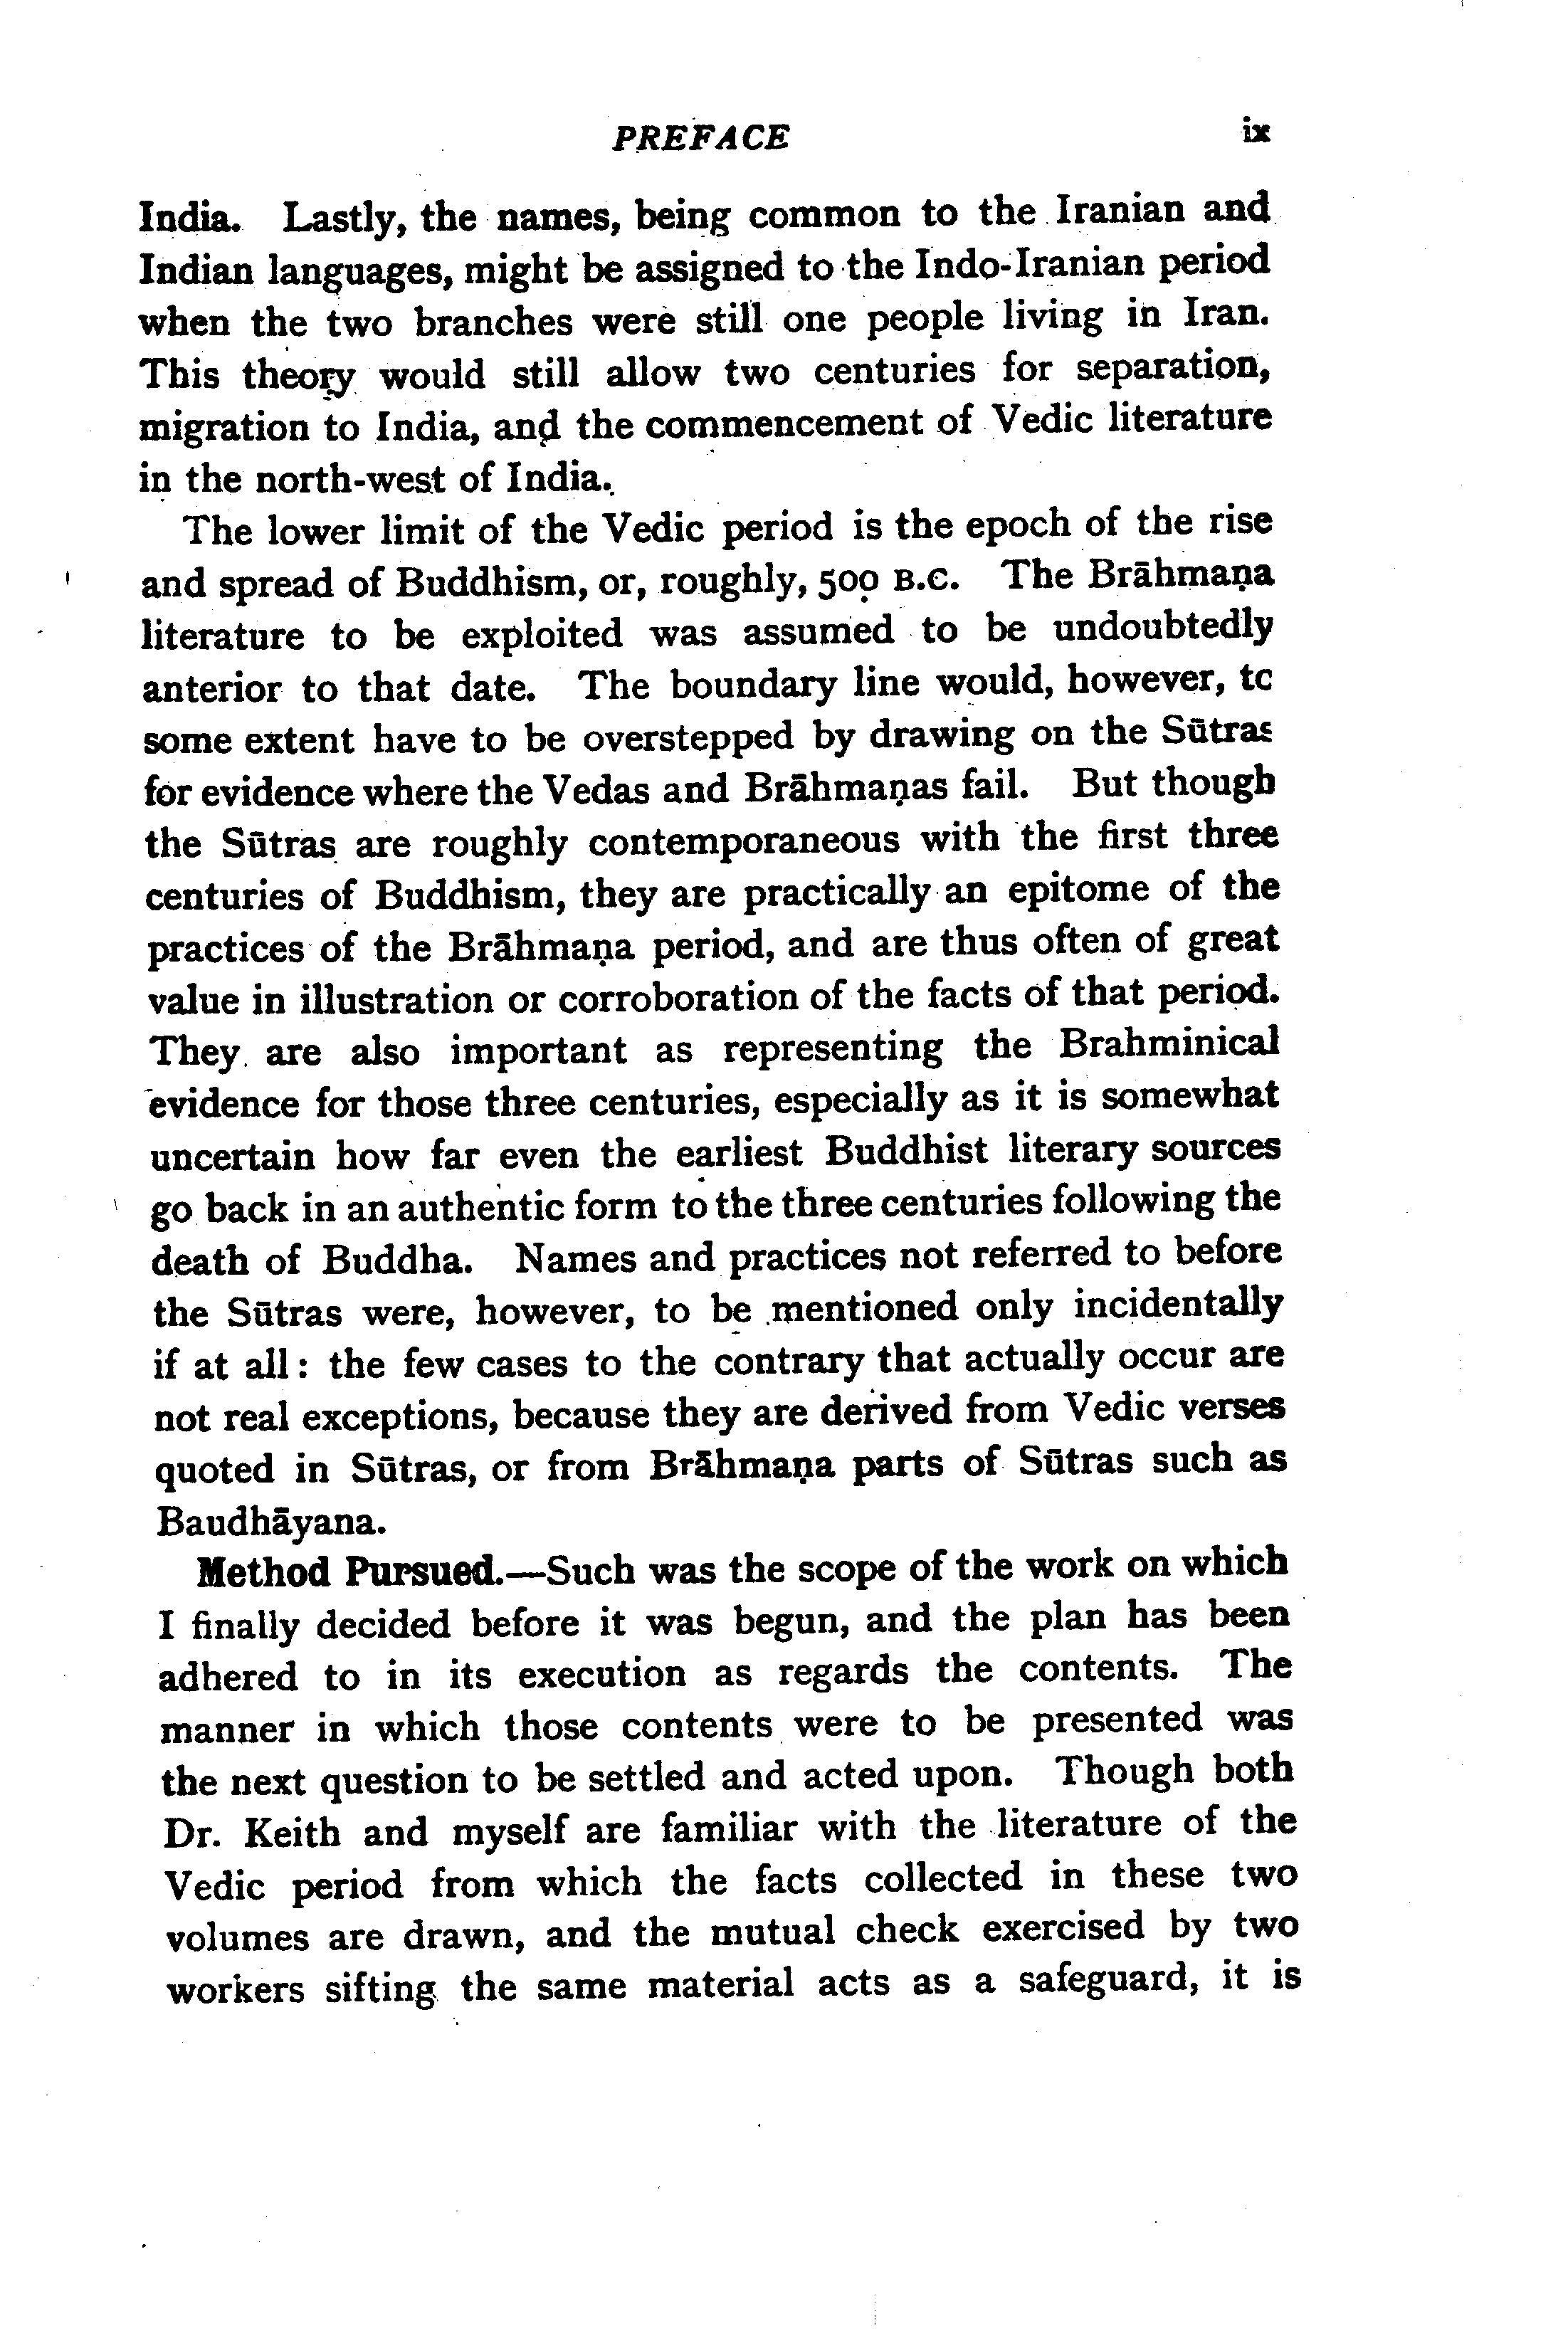 PREFACE ix
India. Lastly, the names, being common to the Iranian and
Indian languages, might be assigned to the Indo-Iranian period
when the two branches were still one people living in Iran.
This theory would still allow two centuries for separation,
migration to India, and the commencement of Vedic literature
in the north-west of India.
The lower limit of the Vedic period is the epoch of the rise
and spread of Buddhism, or, roughly, 500 B.C. The Brāhmaṇa
literature to be exploited was assumed to be undoubtedly
anterior to that date. The boundary line would, however, to
some extent have to be overstepped by drawing on the Sūtras
for evidence where the Vedas and Brāhmaṇas fail. But though
the Sūtras are roughly contemporaneous with the first three
centuries of Buddhism, they are practically an epitome of the
practices of the Brāhmaṇa period, and are thus often of great
value in illustration or corroboration of the facts of that period.
They are also important as representing the Brahminical
evidence for those three centuries, especially as it is somewhat
uncertain how far even the earliest Buddhist literary sources
go back in an authentic form to the three centuries following the
death of Buddha. Names and practices not referred to before
the Sūtras were, however, to be mentioned only incidentally
if at all: the few cases to the contrary that actually occur are
not real exceptions, because they are derived from Vedic verses
quoted in Sūtras, or from Brāhmaṇa parts of Sūtras such as
Baudhāyana.
Method Pursued.—Such was the scope of the work on which
I finally decided before it was begun, and the plan has been
adhered to in its execution as regards the contents. The
manner in which those contents were to be presented was
the next question to be settled and acted upon. Though both
Dr. Keith and myself are familiar with the literature of the
Vedic period from which the facts collected in these two
volumes are drawn, and the mutual check exercised by two
workers sifting the same material acts as a safeguard, it is